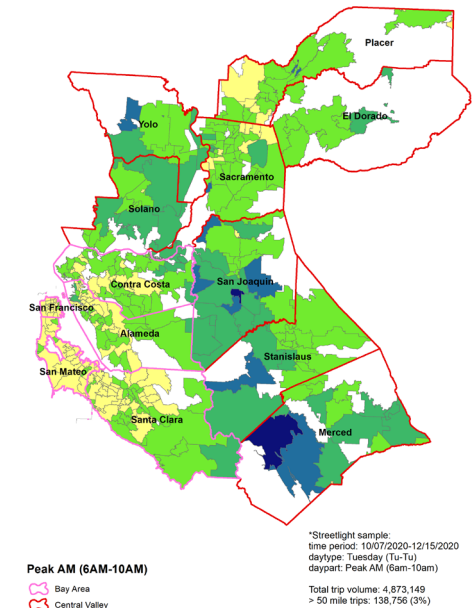 Placer
El Dorado
Yolo
Sacramento
Solano
Contra Costa
San Joaquin
San Francisco
Alameda
Stanislaus
San Mateo
Santa Clara
Merced
*Streetlight sample:
time period: 10/07/2020-12/15/2020
daytype: Tuesday (Tu-Tu)
daypart: Peak AM (6am-10am)
Peak AM (6AM-10AM)
Bay Area
Total trip volume: 4,873,149
Central Valley
> 50 mile trips: 138,756 (3%)